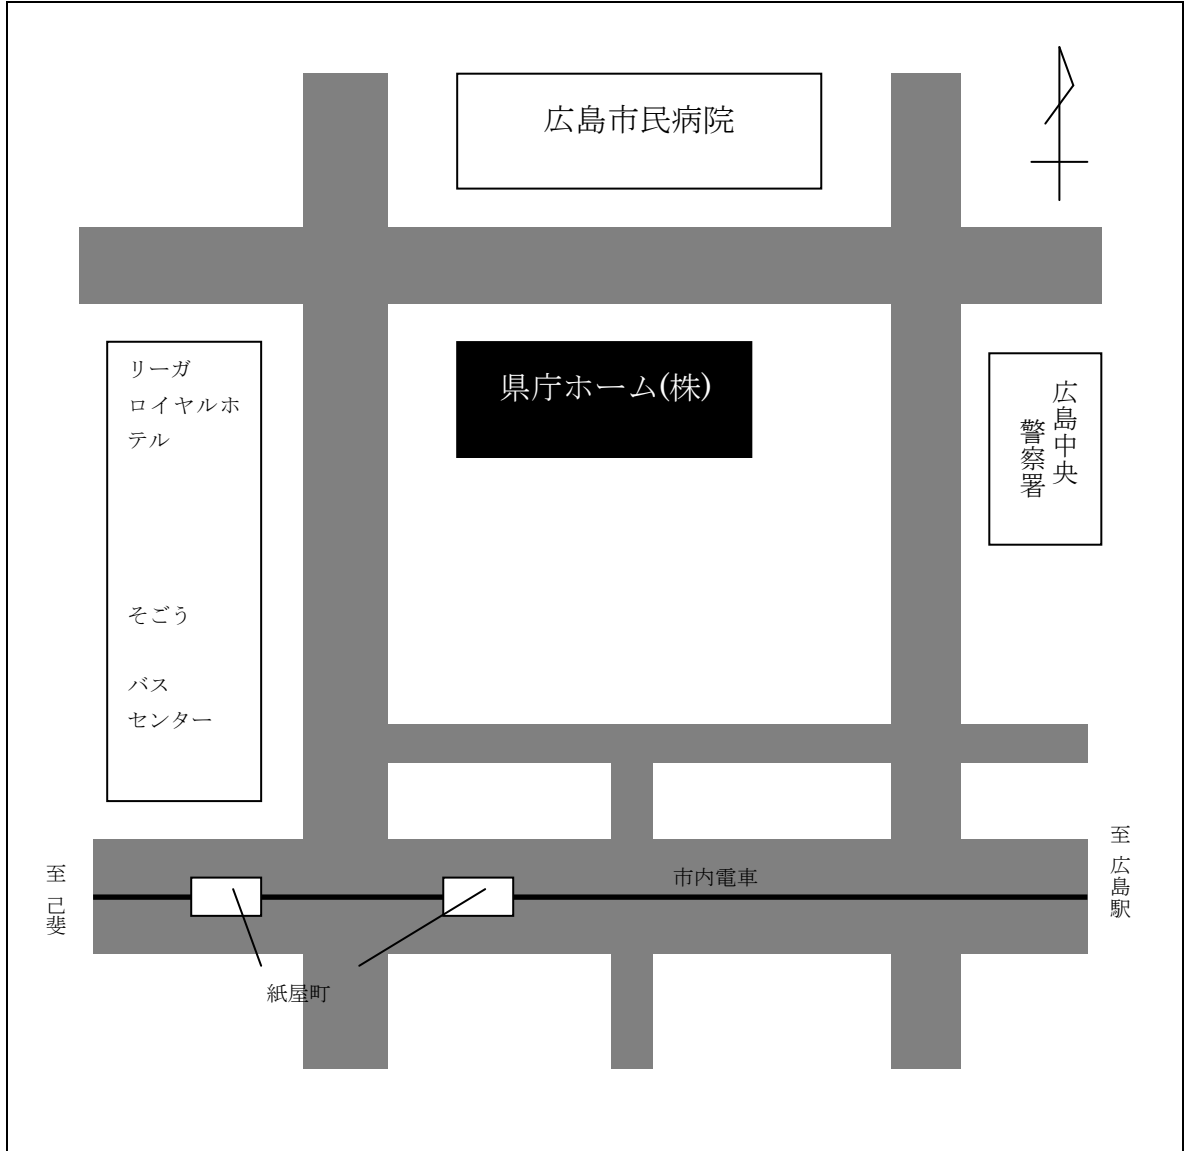 広島市民病院
リーガ
ロイヤルホ
テル
県庁ホーム(株)
広島中央
警察署
そごう
バス
センター
至 己斐
市内電車
至 広島駅
紙屋町